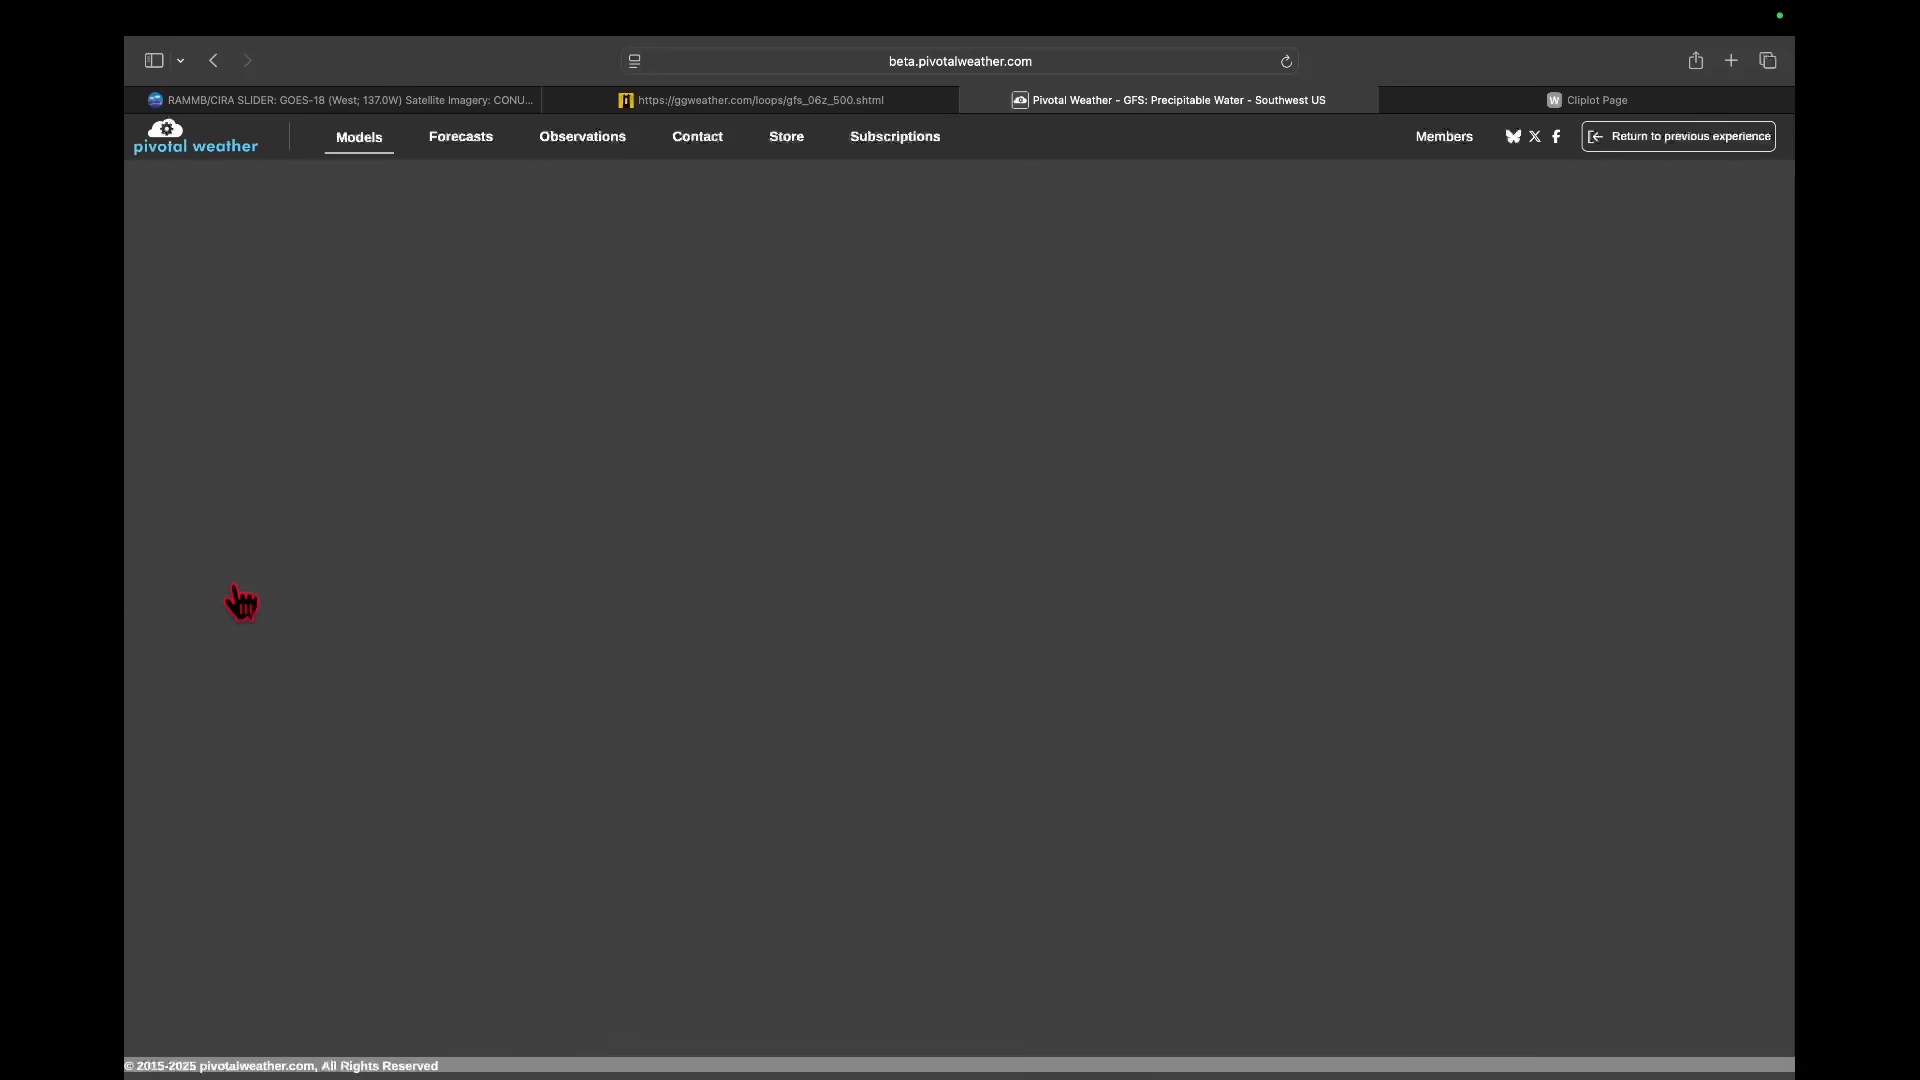 beta.pivotalweather.com
RAMMB/CIRA SLIDER: GOES-18 (West; 137.0W) Satellite Imagery: CONU...
https://ggweather.com/loops/gfs_06z_500.shtml
Pivotal Weather - GFS: Precipitable Water - Southwest US
W Cliplot Page
pivotal weather
Models
Forecasts
Observations
Contact
Store
Subscriptions
Members
Return to previous experience
© 2015-2025 pivotalweather.com, All Rights Reserved